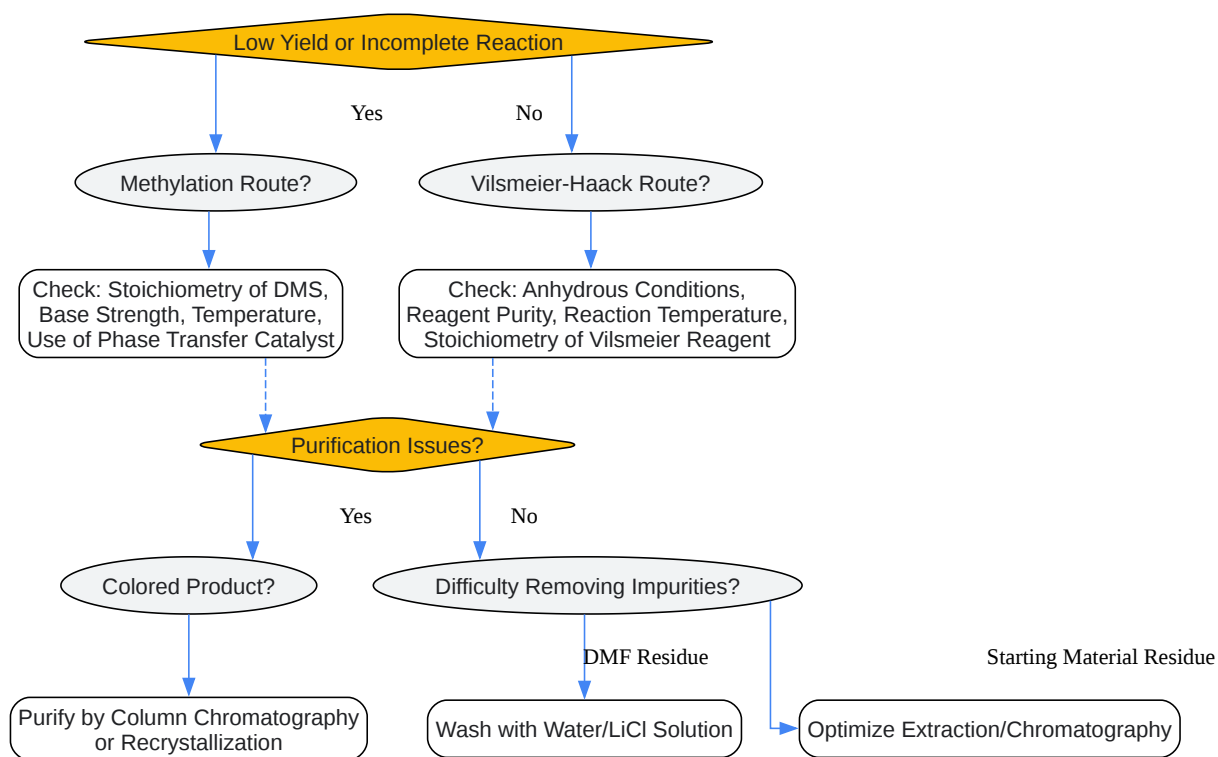 Low Yield or Incomplete Reaction
Yes
No
Methylation Route?
Vilsmeier-Haack Route?
Check: Stoichiometry of DMS,
Base Strength, Temperature,
Use of Phase Transfer Catalyst
Check: Anhydrous Conditions,
Reagent Purity, Reaction Temperature,
Stoichiometry of Vilsmeier Reagent
Purification Issues?
Yes
No
Colored Product?
Difficulty Removing Impurities?
DMF Residue
Starting Material Residue
Purify by Column Chromatography
or Recrystallization
Wash with Water/LiCl Solution
Optimize Extraction/Chromatography